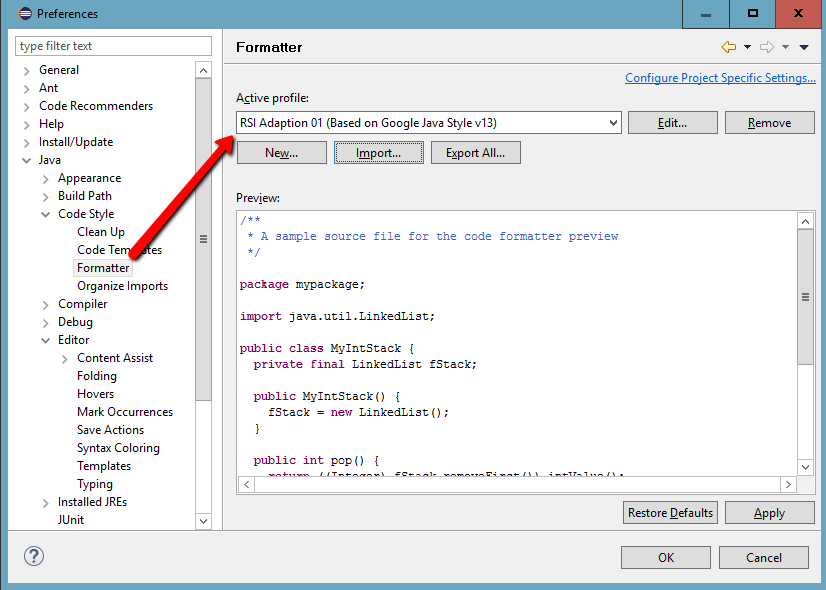 Preferences
type filter text
General
Ant
Code Recommenders
Help
Install/Update
Java
Appearance
Build Path
Code Style
Clean Up
Code Templates
Formatter
Organize Imports
Compiler
Debug
Editor
Content Assist
Folding
Hovers
Mark Occurrences
Save Actions
Syntax Coloring
Templates
Typing
Installed JREs
JUnit
Formatter
Configure Project Specific Settings...
Active profile:
RSI Adaption 01 (Based on Google Java Style v13)
Edit...
Remove
New...
Import...
Export All...
Preview:
/**
* A sample source file for the code formatter preview
*/
package mypackage;
import java.util.LinkedList;
public class MyIntStack {
private final LinkedList fStack;
public MyIntStack() {
fStack = new LinkedList();
}
public int pop() {
return ((Integer) fStack.removeFirst()).intValue();
Restore Defaults
Apply
?
OK
Cancel